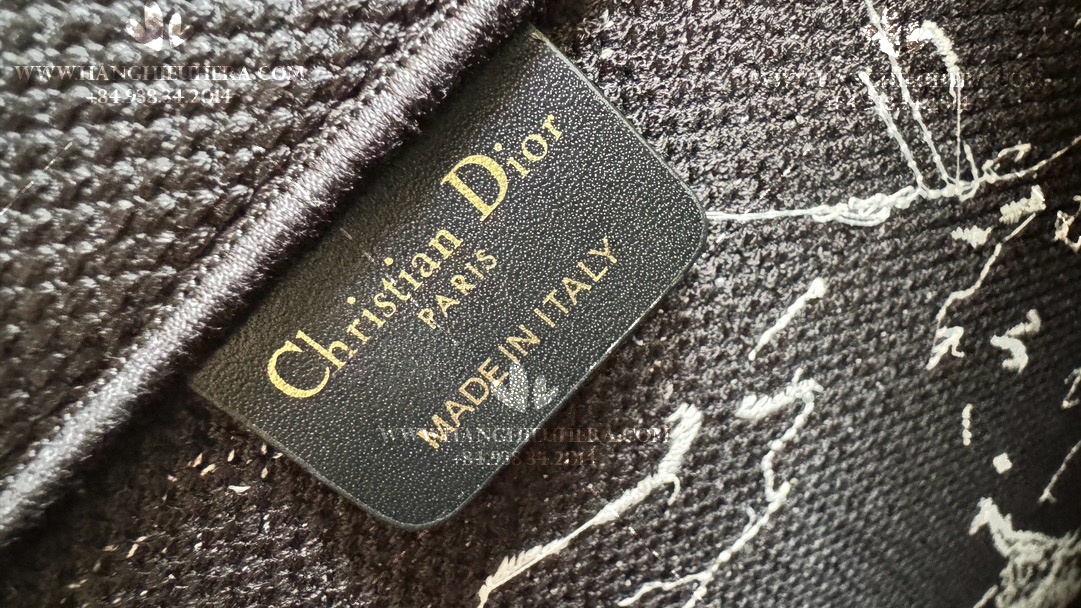 WWW.HANGHIEUHERA.COM
+84.938.34.2014
Christian Dior
PARIS
MADE IN ITALY
WWW.HANGHIEUHERA.COM
+84.938.34.2014